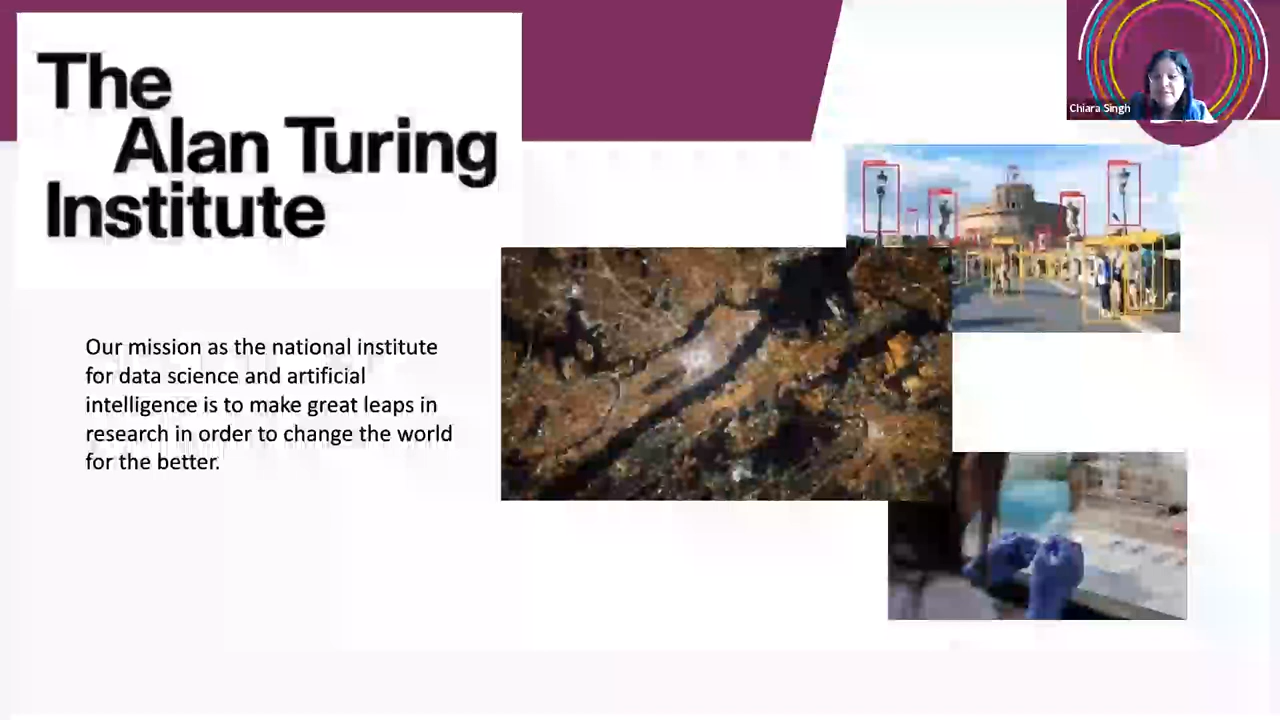 The
Alan Turing
Institute
Chiara Singh
Our mission as the national institute
for data science and artificial
intelligence is to make great leaps in
research in order to change the world
for the better.